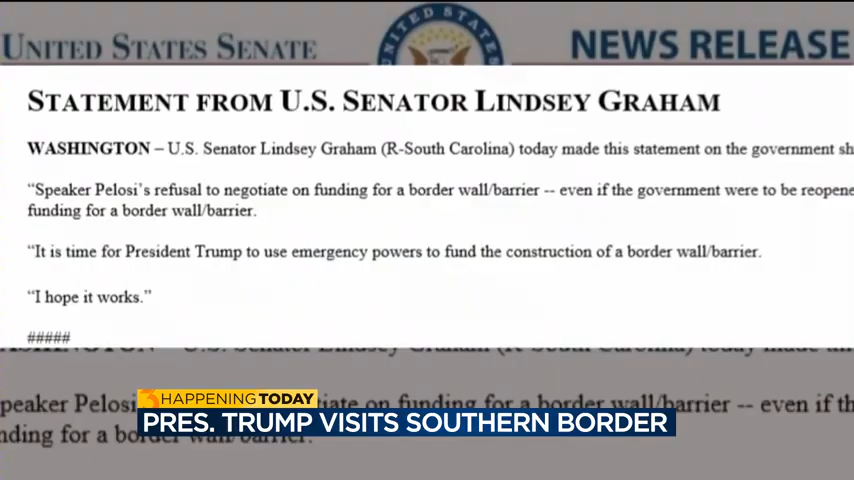 UNITED STATES SENATE
NEWS RELEASE
STATEMENT FROM U.S. SENATOR LINDSEY GRAHAM
WASHINGTON – U.S. Senator Lindsey Graham (R-South Carolina) today made this statement on the government sh
“Speaker Pelosi’s refusal to negotiate on funding for a border wall/barrier -- even if the government were to be reopene
funding for a border wall/barrier.
“It is time for President Trump to use emergency powers to fund the construction of a border wall/barrier.
“I hope it works.”
#####
peaker Pelosi iate on funding for a border wall/barrier -- even if th
3 HAPPENING TODAY
PRES. TRUMP VISITS SOUTHERN BORDER
nding for a border wall/barrier.